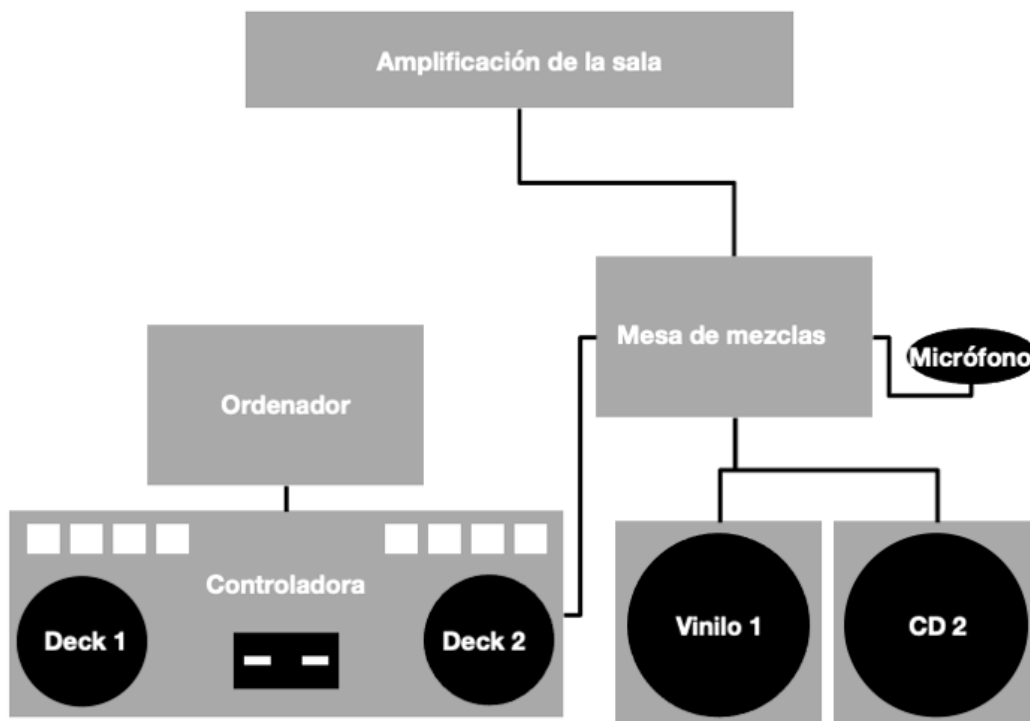 Amplificación de la sala
Mesa de mezclas
Micrófono
Ordenador
Controladora
Deck 1
Deck 2
Vinilo 1
CD 2